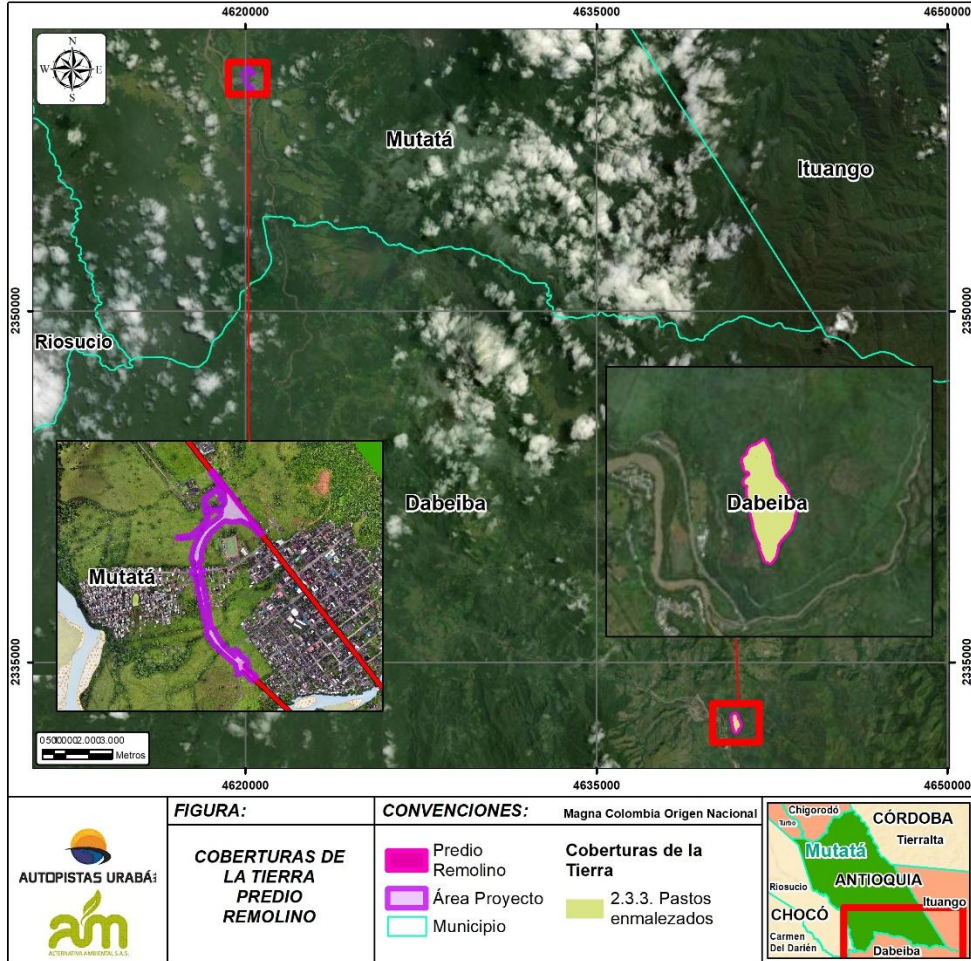 4620000
4635000
4650000
N
W
E
S
Mutatá
Ituango
2350000
2350000
Riosucio
Dabeiba
Dabeiba
Mutatá
2335000
2335000
Metros
4620000
4635000
4650000
FIGURA:
COBERTURAS DE
LA TIERRA
PREDIO
REMOLINO
CONVENCIONES:
Magna Colombia Origen Nacional
Predio
Remolino
Área Proyecto
Municipio
Coberturas de la
Tierra
2.3.3. Pastos
enmalezados
AUTOPISTAS URABÁ
am
ALTERNATIVA AMBIENTAL S.A.S.
Chigorodó
Turbo
CÓRDOBA
Tierralta
Mutatá
ANTIOQUIA
Riosucio
Ituango
CHOCÓ
Carmen
Del Darién
Dabeiba